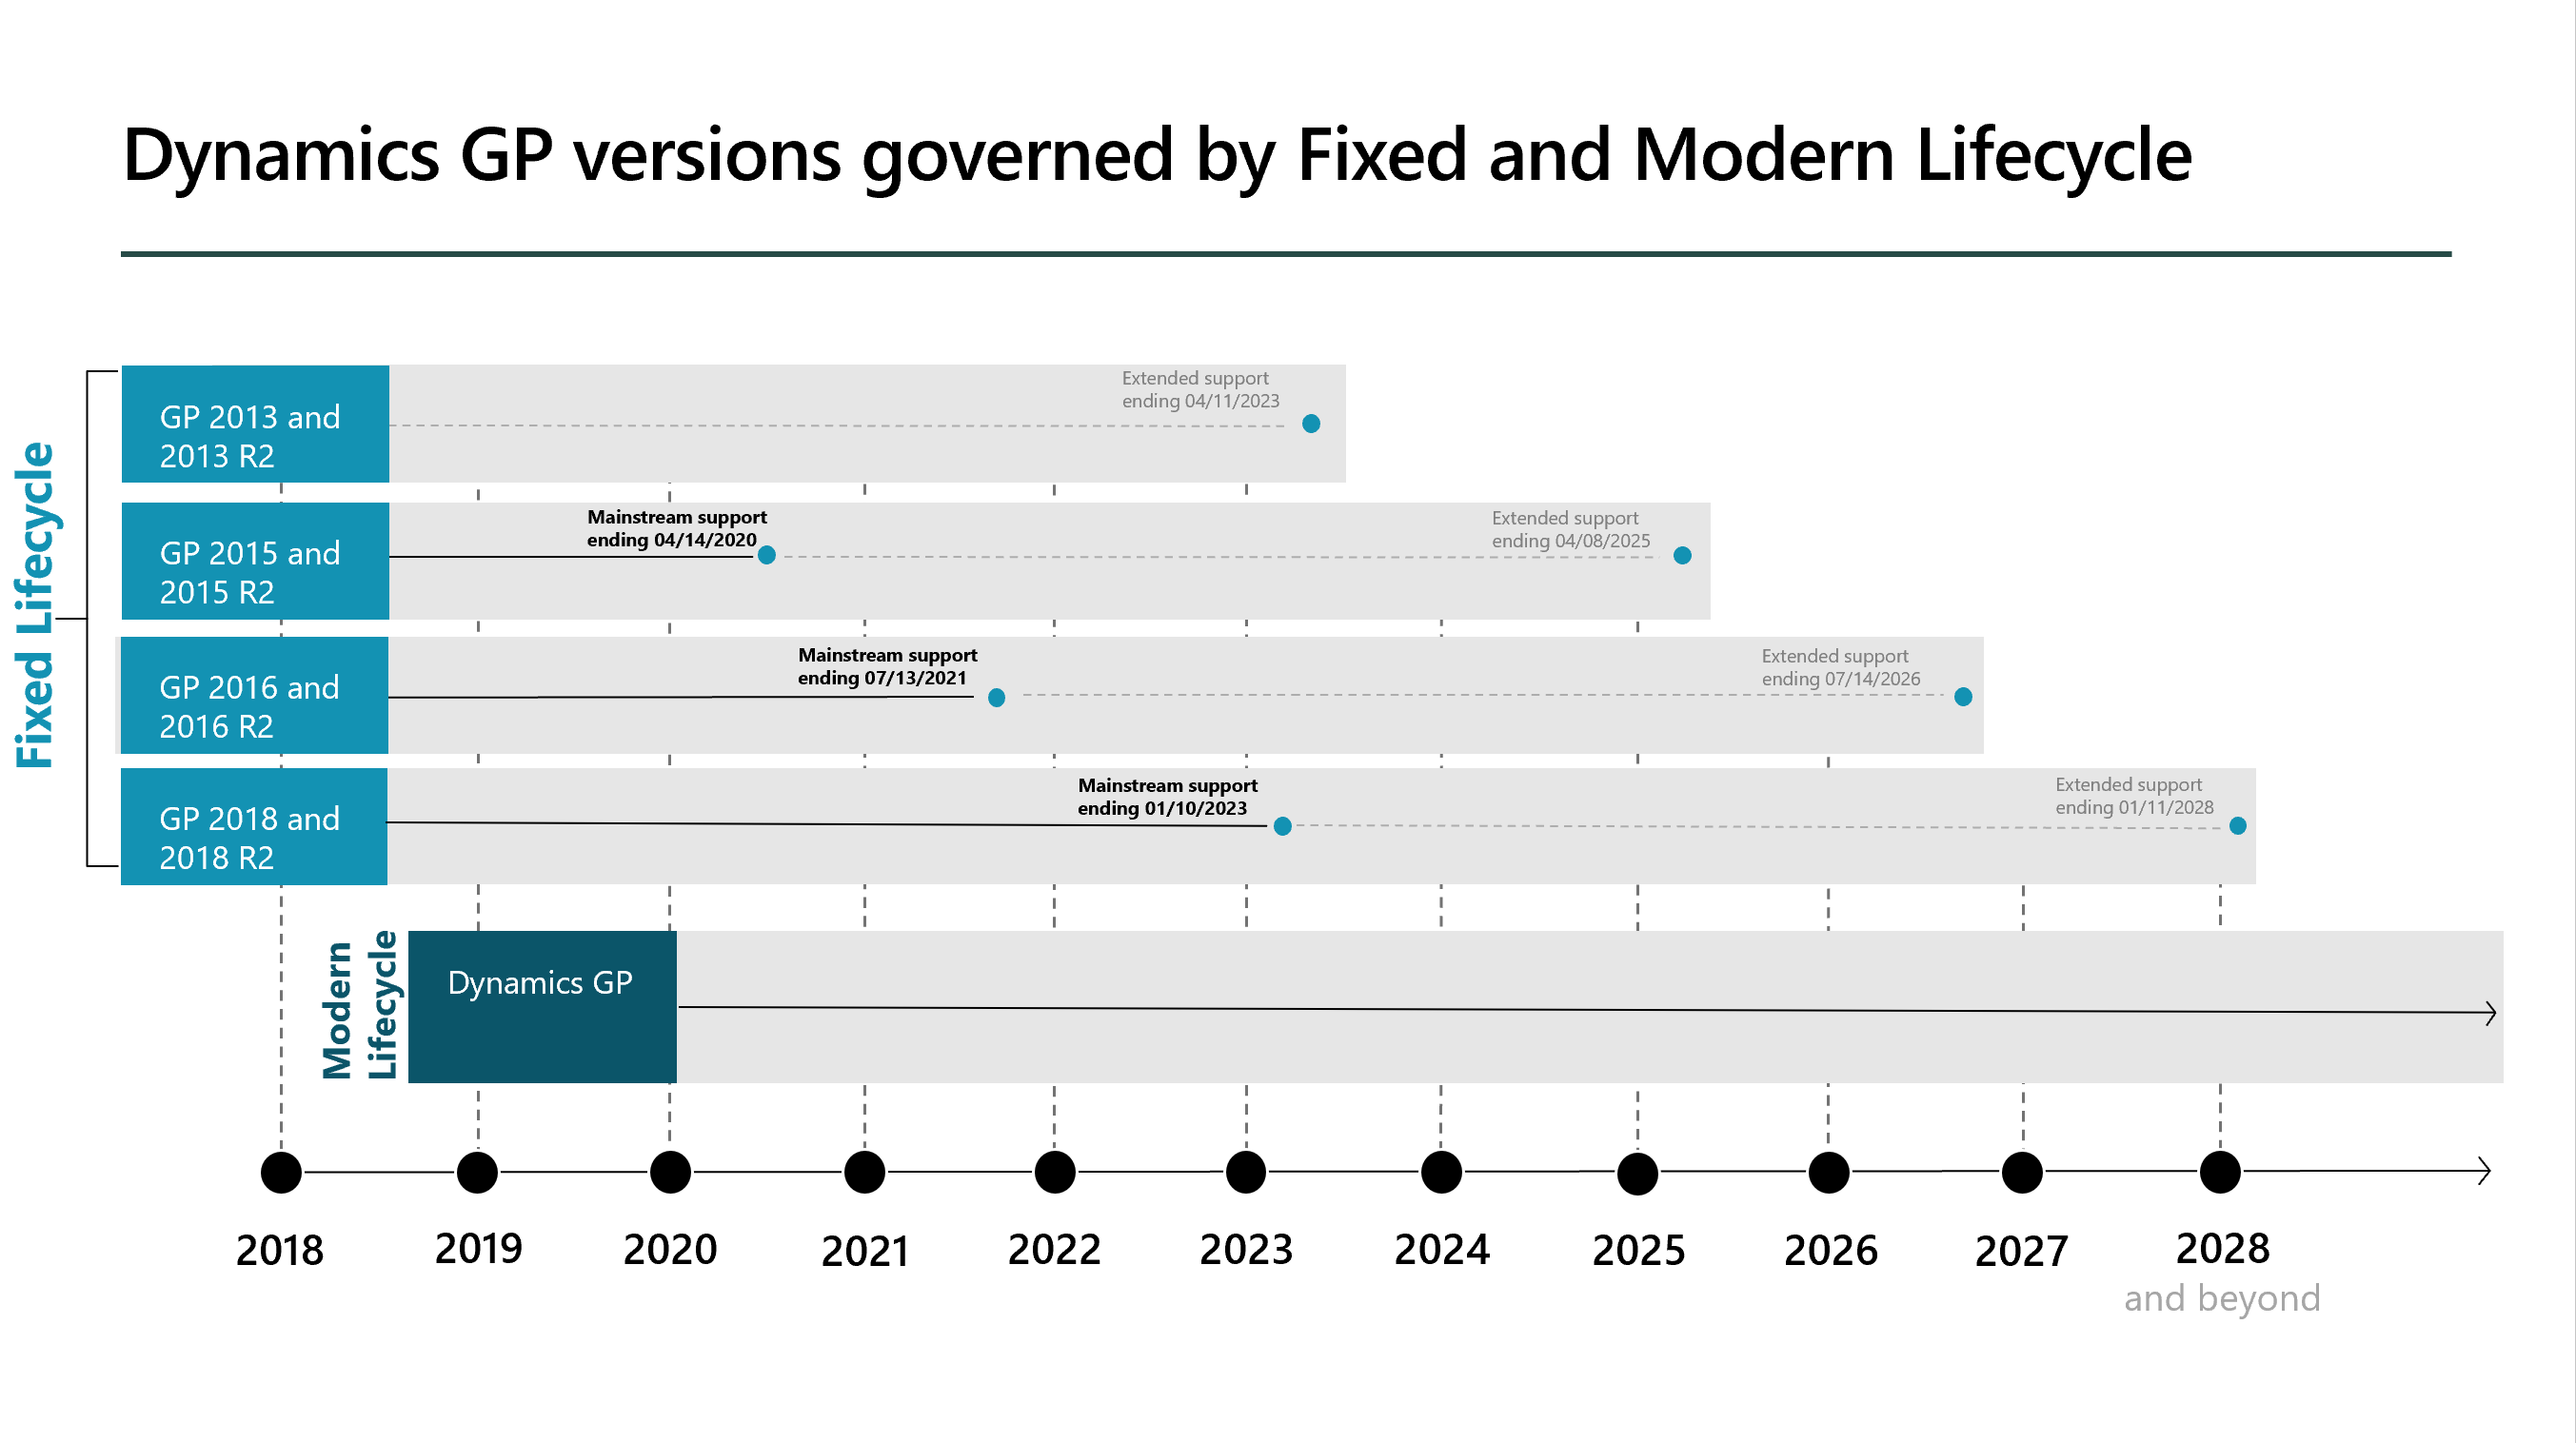 Dynamics GP versions governed by Fixed and Modern Lifecycle
Fixed Lifecycle
GP 2013 and
2013 R2
Extended support
ending 04/11/2023
GP 2015 and
2015 R2
Mainstream support
ending 04/14/2020
Extended support
ending 04/08/2025
GP 2016 and
2016 R2
Mainstream support
ending 07/13/2021
Extended support
ending 07/14/2026
GP 2018 and
2018 R2
Mainstream support
ending 01/10/2023
Extended support
ending 01/11/2028
Modern
Lifecycle
Dynamics GP
2018
2019
2020
2021
2022
2023
2024
2025
2026
2027
2028
and beyond